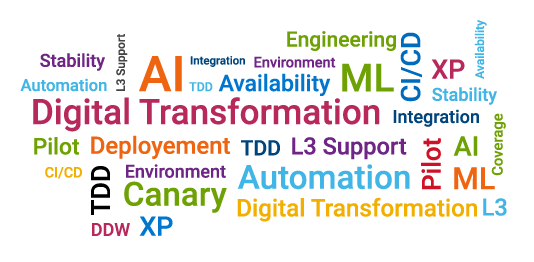 Engineering
Availability
Stability
L3 Support
AI
Integration
Environment
CI/CD
XP
Automation
TDD
Availability
ML
Stability
Digital Transformation
Integration
Pilot
Deployement
TDD
L3 Support
Pilot
AI
Coverage
CI/CD
TDD
Environment
Automation
ML
Canary
Digital Transformation
L3
DDW
XP